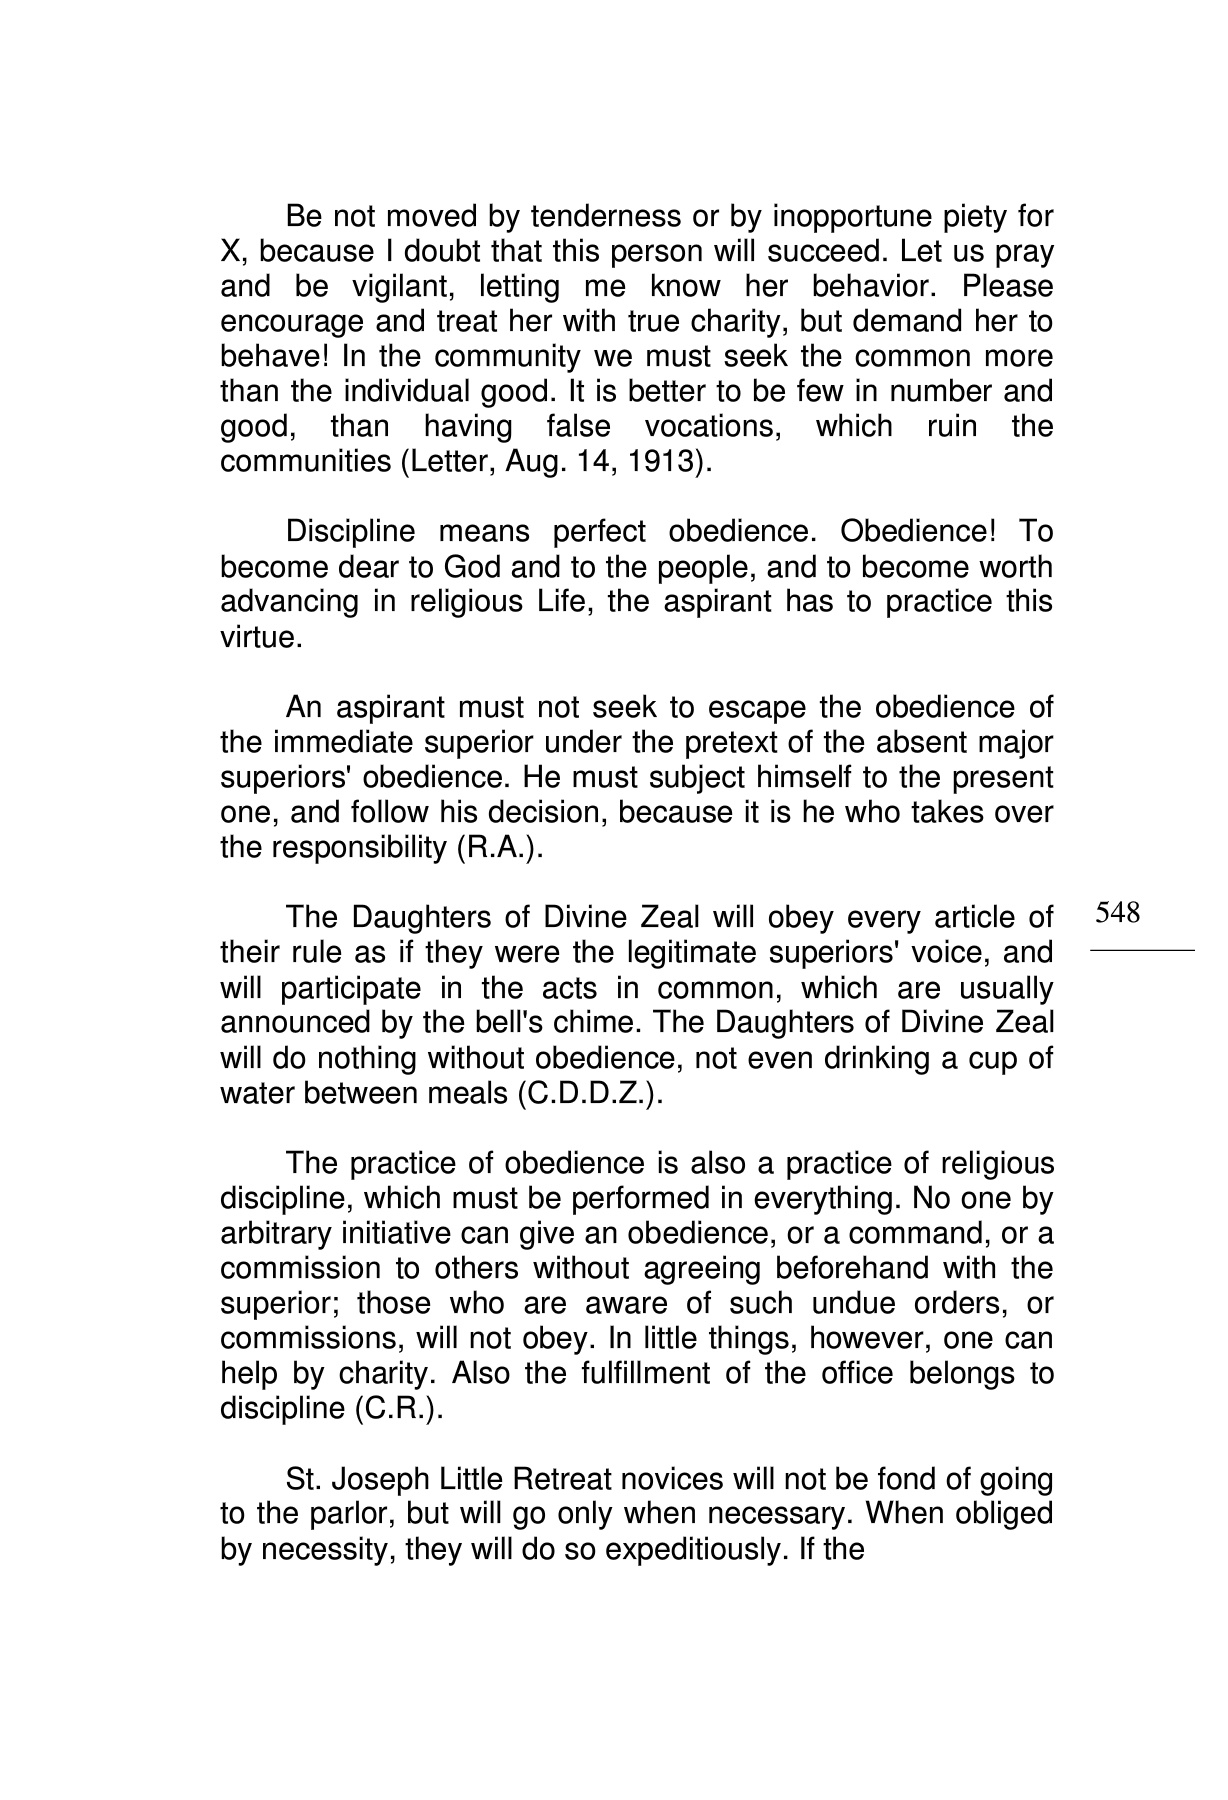 Be not moved by tenderness or by inopportune piety for
X, because I doubt that this person will succeed. Let us pray
and be vigilant, letting me know her behavior. Please
encourage and treat her with true charity, but demand her to
behave! In the community we must seek the common more
than the individual good. It is better to be few in number and
good, than having false vocations, which ruin the
communities (Letter, Aug. 14, 1913).
Discipline means perfect obedience. Obedience! To
become dear to God and to the people, and to become worth
advancing in religious Life, the aspirant has to practice this
virtue.
An aspirant must not seek to escape the obedience of
the immediate superior under the pretext of the absent major
superiors' obedience. He must subject himself to the present
one, and follow his decision, because it is he who takes over
the responsibility (R.A.).
The Daughters of Divine Zeal will obey every article of
their rule as if they were the legitimate superiors' voice, and
will participate in the acts in common, which are usually
announced by the bell's chime. The Daughters of Divine Zeal
will do nothing without obedience, not even drinking a cup of
water between meals (C.D.D.Z.).
548
The practice of obedience is also a practice of religious
discipline, which must be performed in everything. No one by
arbitrary initiative can give an obedience, or a command, or a
commission to others without agreeing beforehand with the
superior; those who are aware of such undue orders, or
commissions, will not obey. In little things, however, one can
help by charity. Also the fulfillment of the office belongs to
discipline (C.R.).
St. Joseph Little Retreat novices will not be fond of going
to the parlor, but will go only when necessary. When obliged
by necessity, they will do so expeditiously. If the